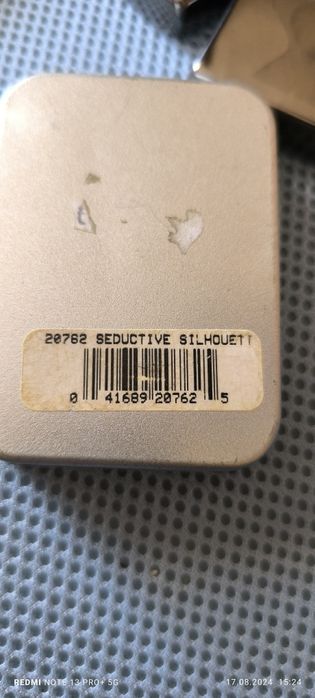 20762 SEDUCTIVE SILHOUETT
0 41689 20762 5
REDMI NOTE 13 PRO+ 5G
17.08.2024 15:24